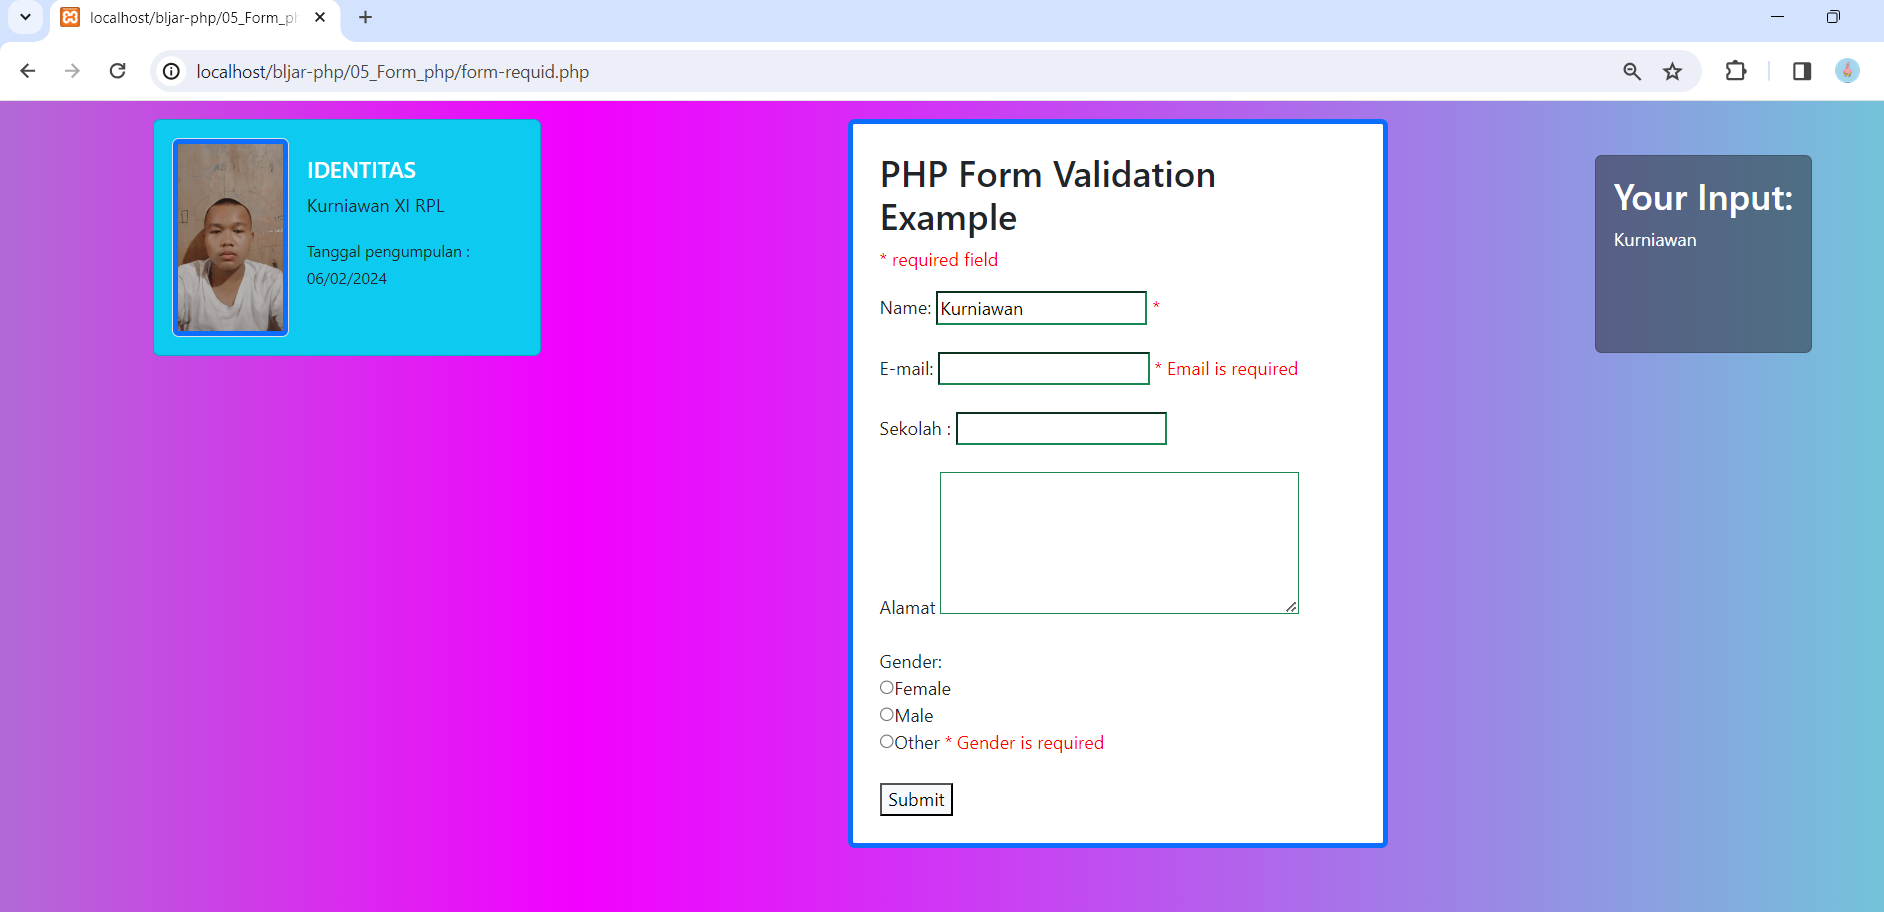 localhost/bljar-php/05_Form_ph
localhost/bljar-php/05_Form_php/form-requid.php
IDENTITAS
Kurniawan XI RPL
Tanggal pengumpulan :
06/02/2024
PHP Form Validation
Example
* required field
Name: Kurniawan *
E-mail: * Email is required
Sekolah :
Alamat
Gender:
Female
Male
Other * Gender is required
Submit
Your Input:
Kurniawan